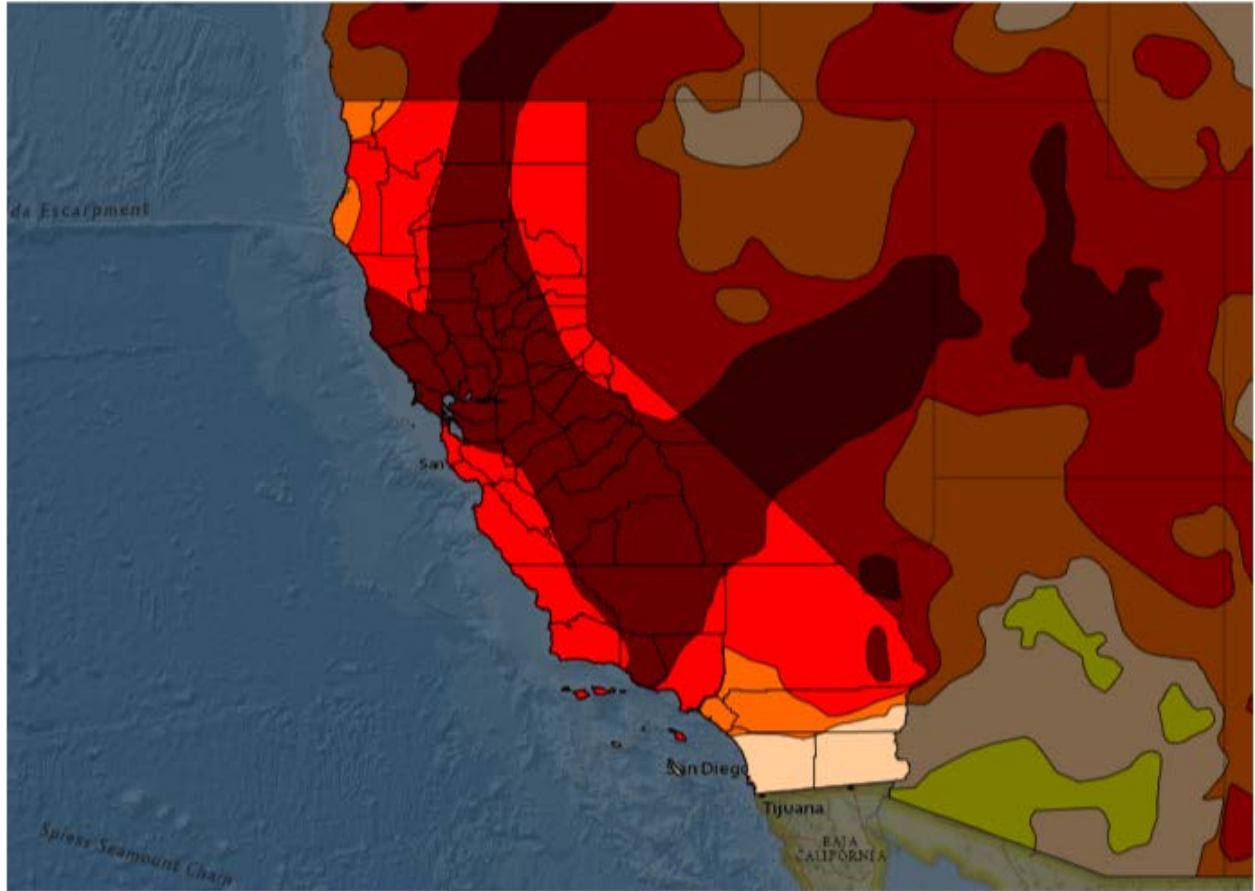 da Escarpment
San
San Diego
Tijuana
BAJA
CALIFORNIA
Spiess Seamount Chain